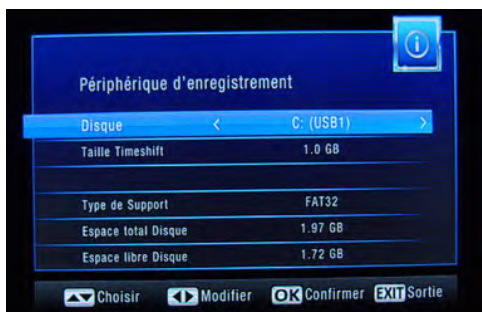 Périphérique d'enregistrement
Disque < C: (USB1) >
Taille Timeshift 1.0 GB
Type de Support FAT32
Espace total Disque 1.97 GB
Espace libre Disque 1.72 GB
Choisir Modifier OK Confirmer EXIT Sortie